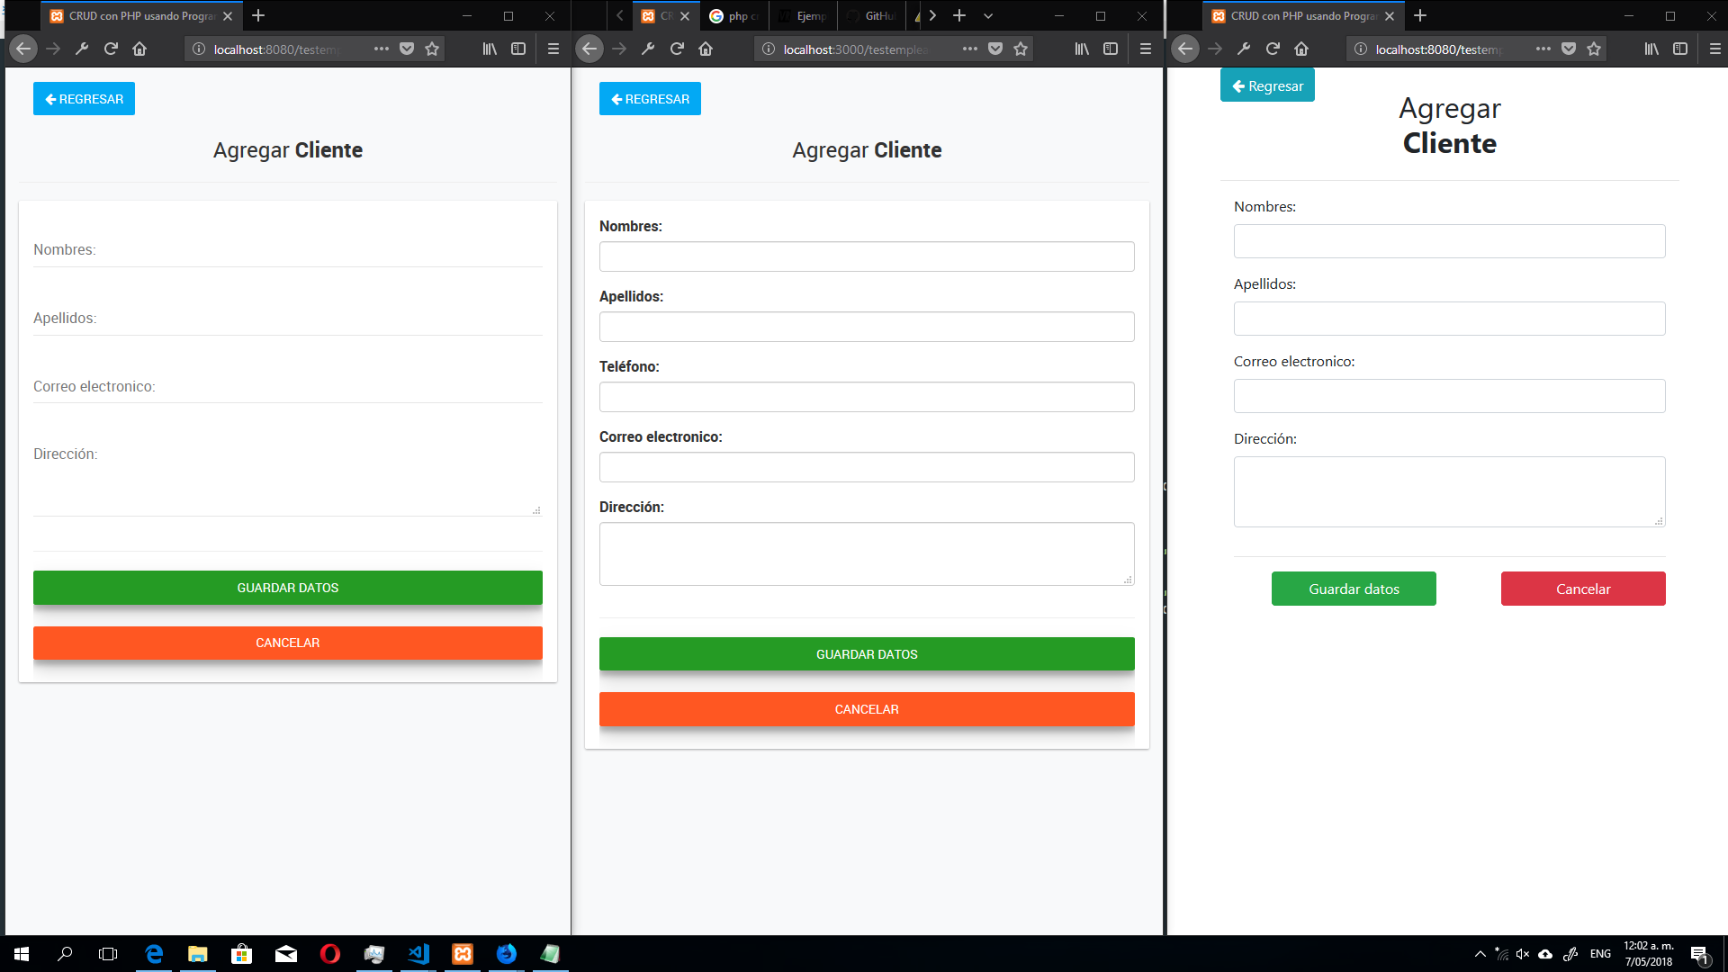 CRUD con PHP usando Progra
localhost:8080/testemp
REGRESAR
Agregar Cliente
Nombres:
Apellidos:
Correo electronico:
Dirección:
GUARDAR DATOS
CANCELAR
php c
Ejemp
GitHu
localhost:3000/testemplea
REGRESAR
Agregar Cliente
Nombres:
Apellidos:
Teléfono:
Correo electronico:
Dirección:
GUARDAR DATOS
CANCELAR
CRUD con PHP usando Progra
localhost:8080/testemp
Regresar
Agregar
Cliente
Nombres:
Apellidos:
Correo electronico:
Dirección:
Guardar datos
Cancelar
ENG
12:02 a. m.
7/05/2018
1